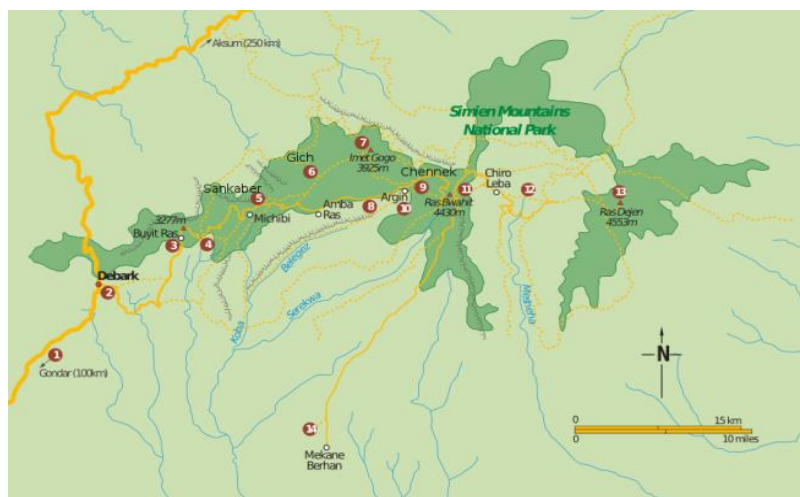 Aksum (250 km)
Simien Mountains
National Park
7
Imet Gogo
3925m
Gich
6
Chennek
9
11
Chiro
Leba
12
13
Ras Dejen
4553m
Sankaber
5
Argin
10
Ras Bwahit
4430m
Amba
Ras
8
Michibi
3277m
Buyit Ras
3
4
Belegez
Debark
2
Serekwa
Koba
1
Gondar (100km)
N
0 15 km
0 10 miles
14
Mekane
Berhan